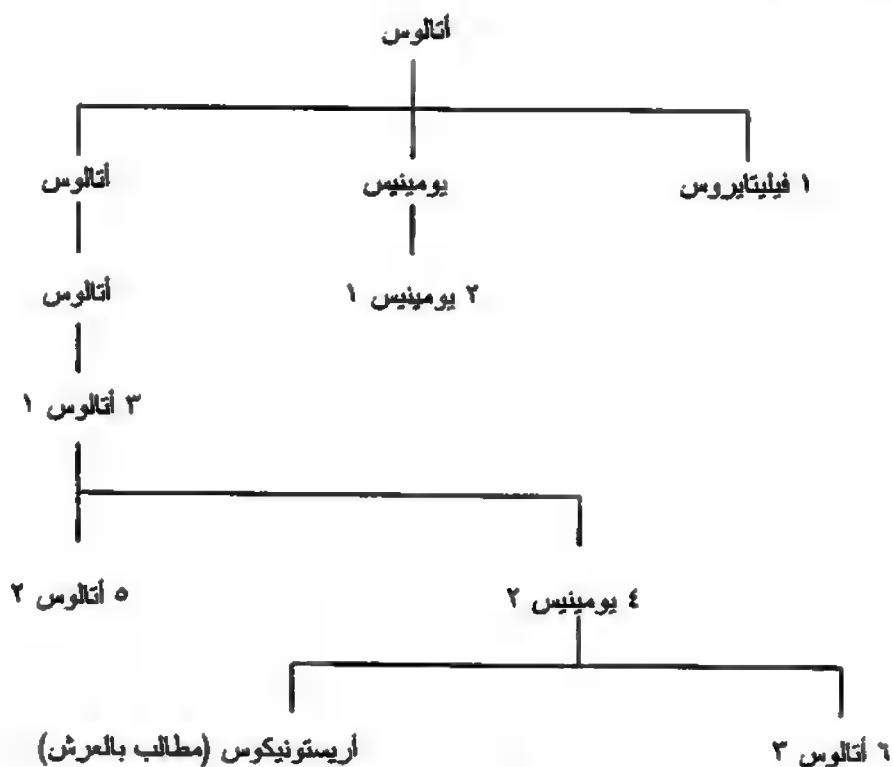 أتالوس
١ فيليتايروس
يومينيس
أتالوس
٢ يومينيس ١
أتالوس
٣ أتالوس ١
٤ يومينيس ٢
٥ أتالوس ٢
٦ أتالوس ٣
أريستونيكوس (مطالب بالعرش)